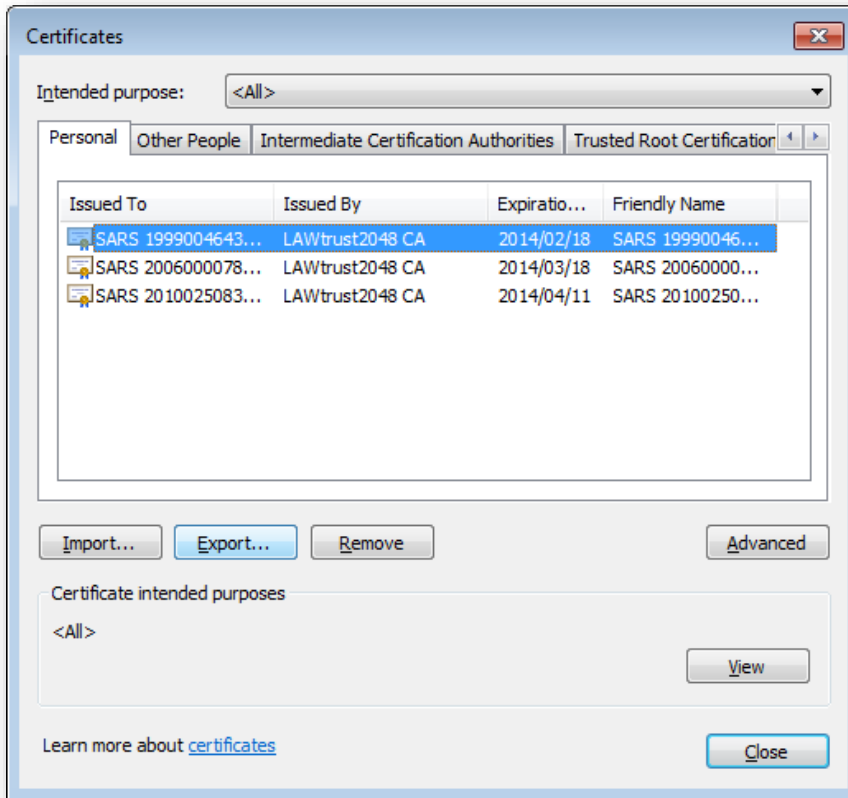 Certificates
Intended purpose: <All>
Personal Other People Intermediate Certification Authorities Trusted Root Certification
Issued To Issued By Expiratio... Friendly Name
SARS 1999004643... LAWtrust2048 CA 2014/02/18 SARS 19990046...
SARS 2006000078... LAWtrust2048 CA 2014/03/18 SARS 20060000...
SARS 2010025083... LAWtrust2048 CA 2014/04/11 SARS 20100250...
Import... Export... Remove Advanced
Certificate intended purposes
<All>
View
Learn more about certificates
Close